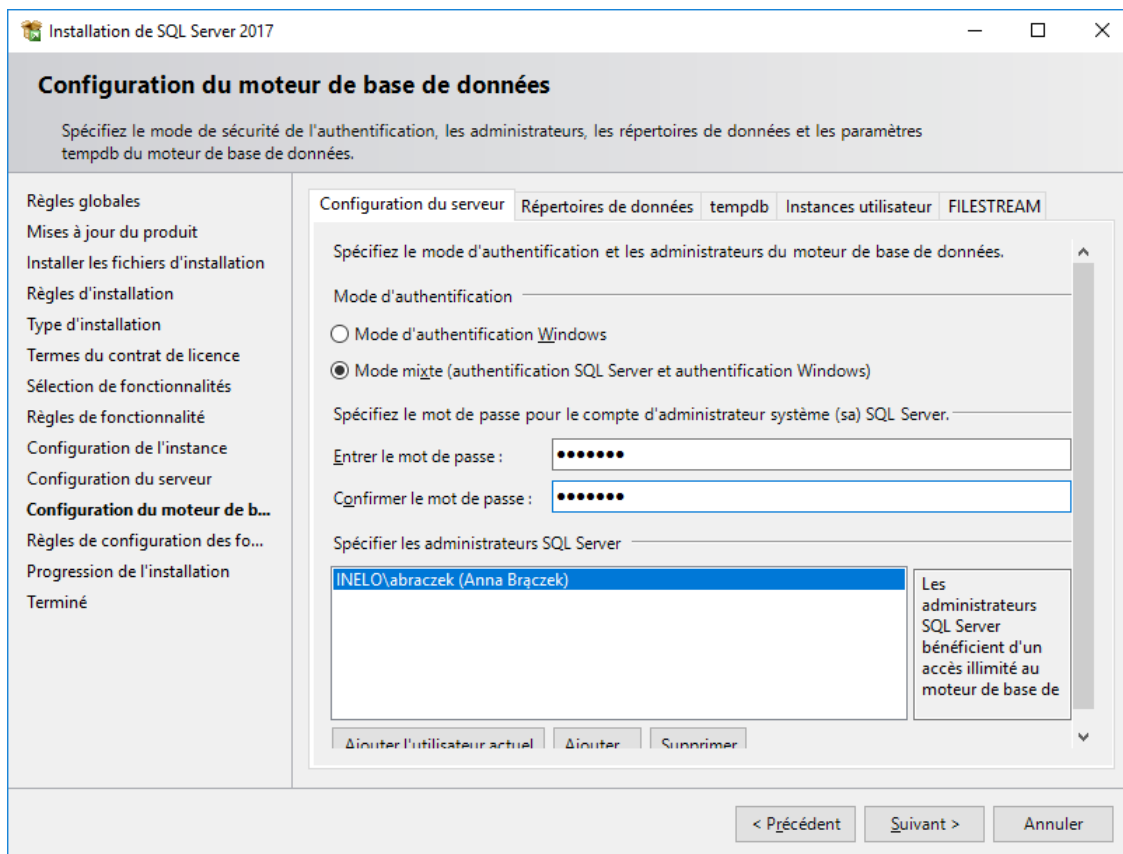 Installation de SQL Server 2017
Configuration du moteur de base de données
Spécifiez le mode de sécurité de l'authentification, les administrateurs, les répertoires de données et les paramètres
tempdb du moteur de base de données.
Règles globales
Mises à jour du produit
Installer les fichiers d'installation
Règles d'installation
Type d'installation
Termes du contrat de licence
Sélection de fonctionnalités
Règles de fonctionnalité
Configuration de l'instance
Configuration du serveur
Configuration du moteur de b...
Règles de configuration des fo...
Progression de l'installation
Terminé
Configuration du serveur Répertoires de données tempdb Instances utilisateur FILESTREAM
Spécifiez le mode d'authentification et les administrateurs du moteur de base de données.
Mode d'authentification
Mode d'authentification Windows
Mode mixte (authentification SQL Server et authentification Windows)
Spécifiez le mot de passe pour le compte d'administrateur système (sa) SQL Server.
Entrer le mot de passe : ●●●●●●●
Confirmer le mot de passe : ●●●●●●●
Spécifier les administrateurs SQL Server
INELO\abraczek (Anna Brączek)
Les
administrateurs
SQL Server
bénéficient d'un
accès illimité au
moteur de base de
Ajouter l'utilisateur actuel Ajouter... Supprimer
< Précédent Suivant > Annuler